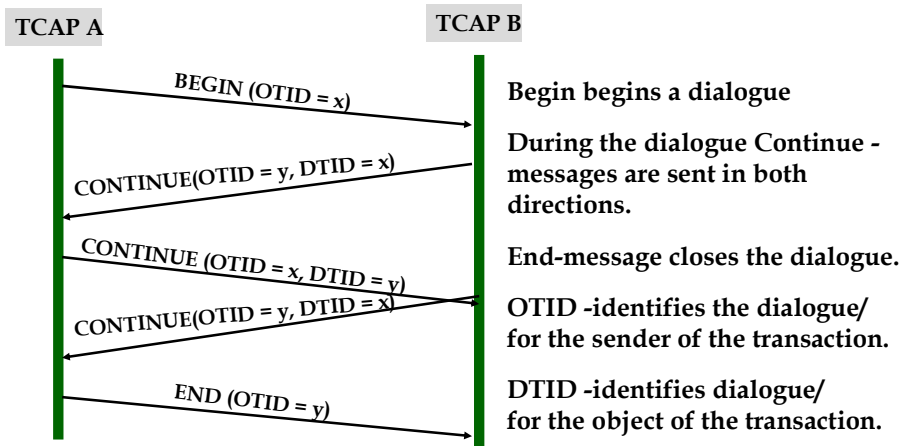 TCAP A
TCAP B
BEGIN (OTID = x)
CONTINUE(OTID = y, DTID = x)
CONTINUE (OTID = x, DTID = y)
CONTINUE(OTID = y, DTID = x)
END (OTID = y)
Begin begins a dialogue
During the dialogue Continue -
messages are sent in both
directions.
End-message closes the dialogue.
OTID -identifies the dialogue/
for the sender of the transaction.
DTID -identifies dialogue/
for the object of the transaction.